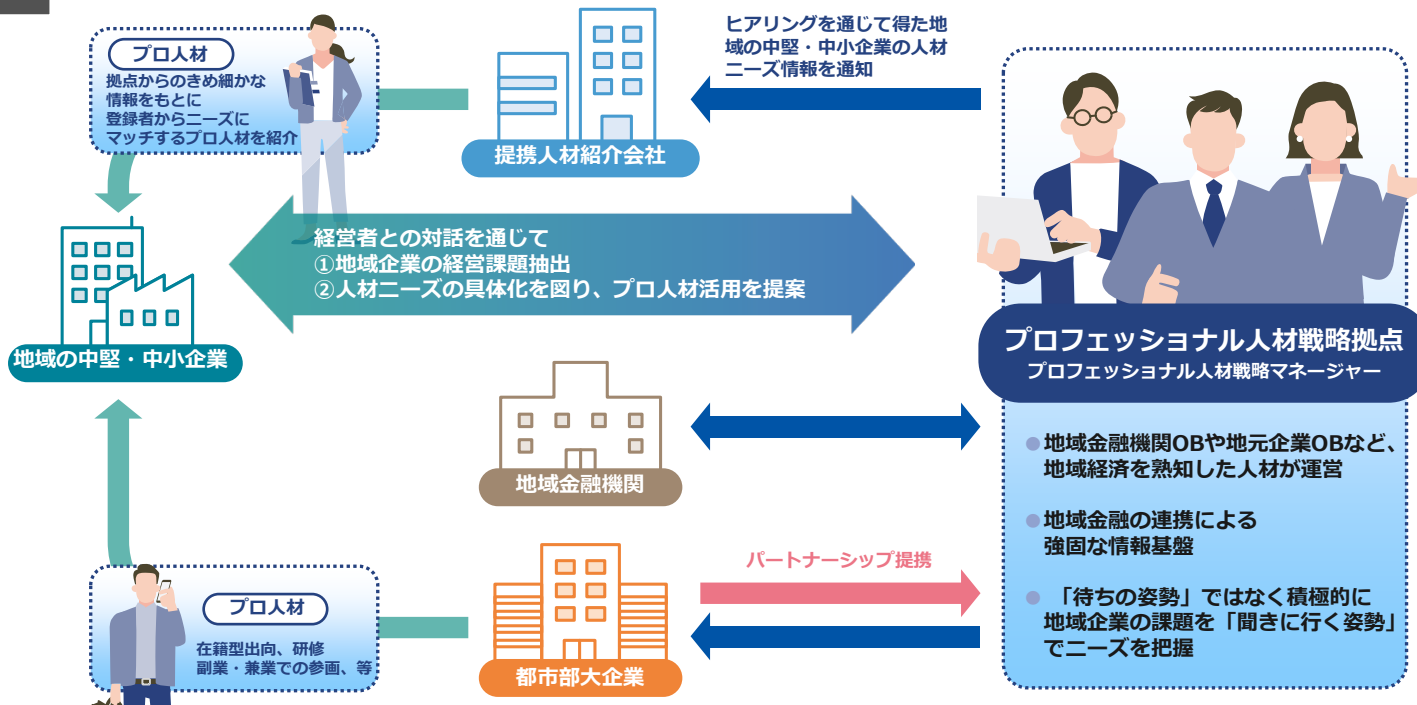 プロ人材
拠点からのきめ細かな
情報をもとに
登録者からニーズに
マッチするプロ人材を紹介
提携人材紹介会社
ヒアリングを通じて得た地
域の中堅・中小企業の人材
ニーズ情報を通知
経営者との対話を通じて
①地域企業の経営課題抽出
②人材ニーズの具体化を図り、プロ人材活用を提案
地域の中堅・中小企業
プロフェッショナル人材戦略拠点
プロフェッショナル人材戦略マネージャー
地域金融機関
●地域金融機関OBや地元企業OBなど、
地域経済を熟知した人材が運営
●地域金融の連携による
強固な情報基盤
●「待ちの姿勢」ではなく積極的に
地域企業の課題を「聞きに行く姿勢」
でニーズを把握
パートナーシップ提携
プロ人材
在籍型出向、研修
副業・兼業での参画、等
都市部大企業